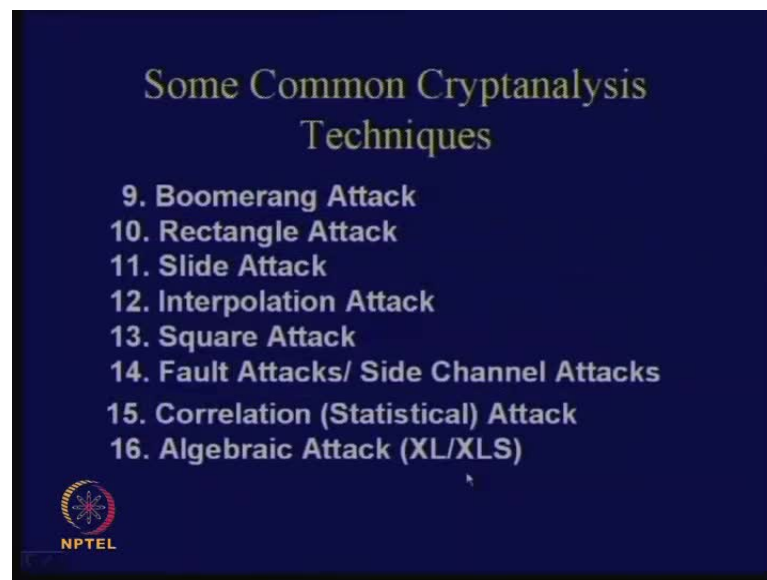 Some Common Cryptanalysis
Techniques
9. Boomerang Attack
10. Rectangle Attack
11. Slide Attack
12. Interpolation Attack
13. Square Attack
14. Fault Attacks/ Side Channel Attacks
15. Correlation (Statistical) Attack
16. Algebraic Attack (XL/XLS)
NPTEL